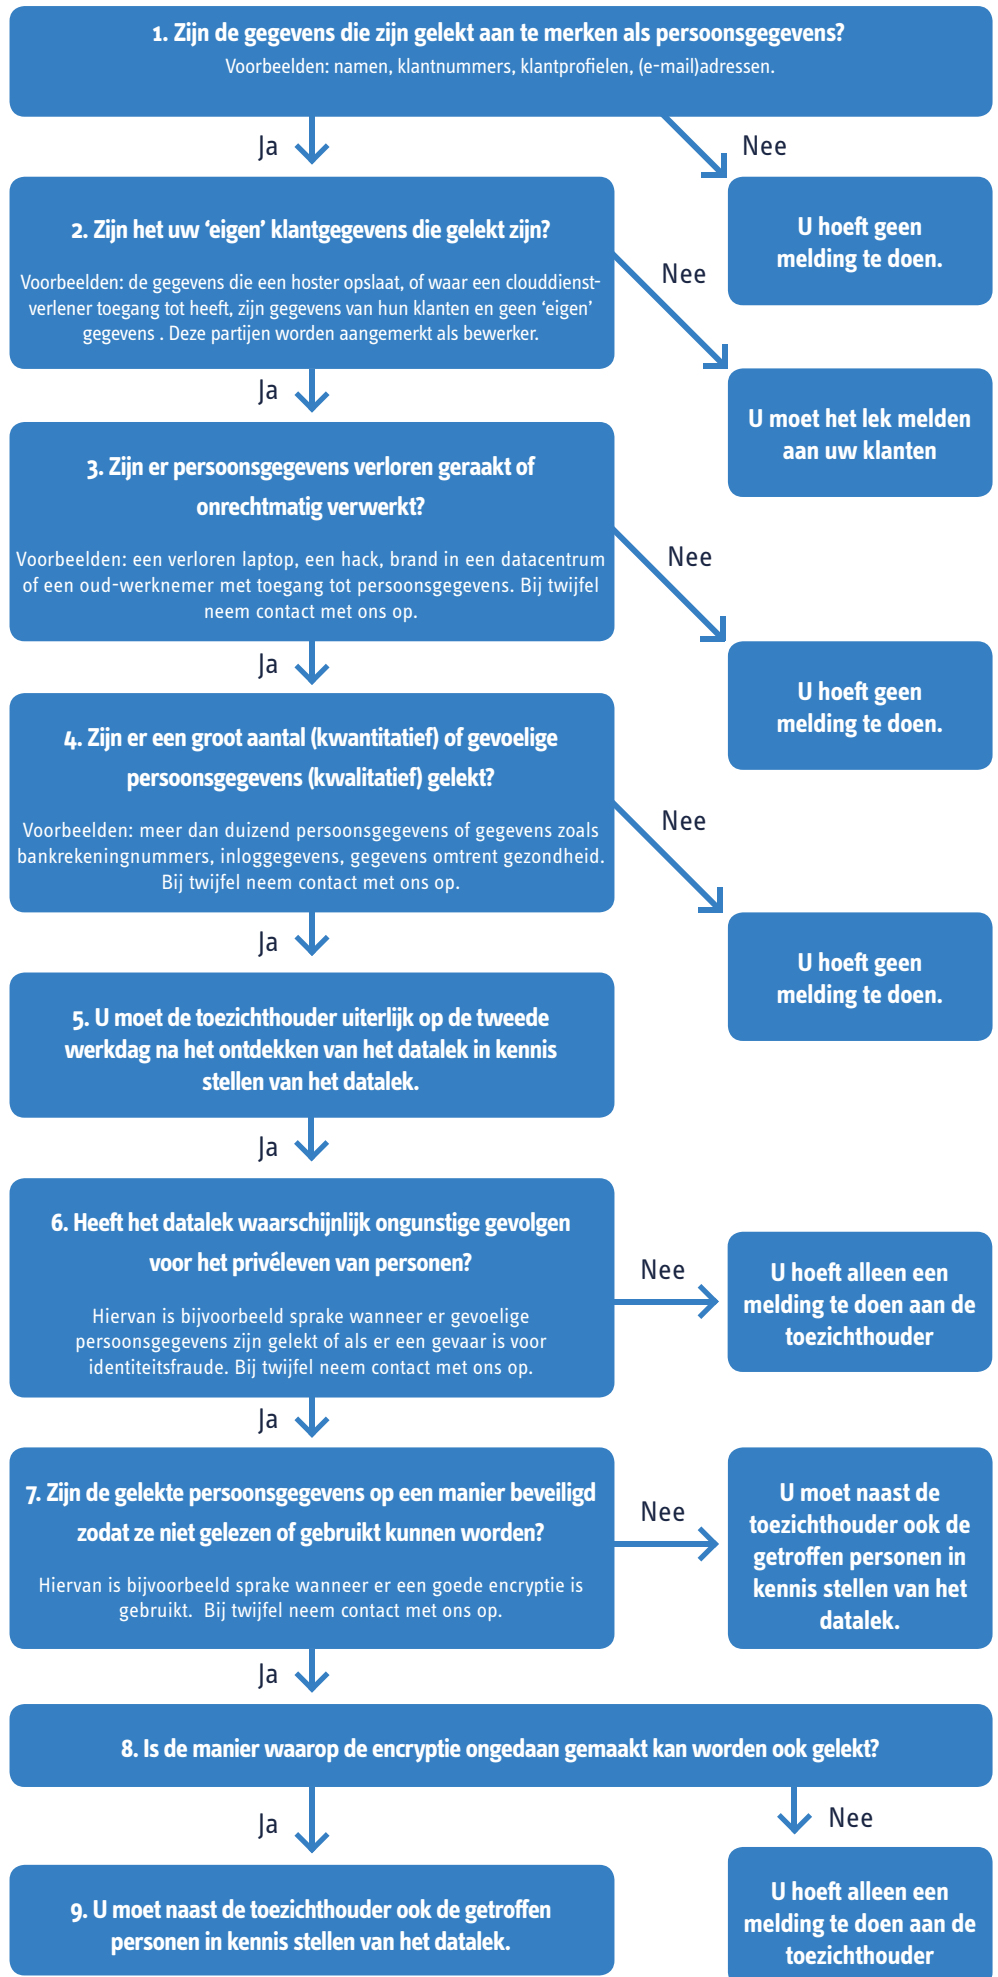 1. Zijn de gegevens die zijn gelekt aan te merken als persoonsgegevens?
Voorbeelden: namen, klantnummers, klantprofielen, (e-mail)adressen.
Ja
Nee
2. Zijn het uw ‘eigen’ klantgegevens die gelekt zijn?
Voorbeelden: de gegevens die een hoster opslaat, of waar een clouddienst-
verlener toegang tot heeft, zijn gegevens van hun klanten en geen ‘eigen’
gegevens . Deze partijen worden aangemerkt als bewerker.
U hoeft geen
melding te doen.
Nee
Ja
U moet het lek melden
aan uw klanten
3. Zijn er persoonsgegevens verloren geraakt of
onrechtmatig verwerkt?
Voorbeelden: een verloren laptop, een hack, brand in een datacentrum
of een oud-werknemer met toegang tot persoonsgegevens. Bij twijfel
neem contact met ons op.
Nee
Ja
U hoeft geen
melding te doen.
4. Zijn er een groot aantal (kwantitatief) of gevoelige
persoonsgegevens (kwalitatief) gelekt?
Voorbeelden: meer dan duizend persoonsgegevens of gegevens zoals
bankrekeningnummers, inloggegevens, gegevens omtrent gezondheid.
Bij twijfel neem contact met ons op.
Nee
Ja
U hoeft geen
melding te doen.
5. U moet de toezichthouder uiterlijk op de tweede
werkdag na het ontdekken van het datalek in kennis
stellen van het datalek.
Ja
6. Heeft het datalek waarschijnlijk ongunstige gevolgen
voor het privéleven van personen?
Hiervan is bijvoorbeeld sprake wanneer er gevoelige
persoonsgegevens zijn gelekt of als er een gevaar is voor
identiteitsfraude. Bij twijfel neem contact met ons op.
Nee
U hoeft alleen een
melding te doen aan de
toezichthouder
Ja
7. Zijn de gelekte persoonsgegevens op een manier beveiligd
zodat ze niet gelezen of gebruikt kunnen worden?
Hiervan is bijvoorbeeld sprake wanneer er een goede encryptie is
gebruikt.  Bij twijfel neem contact met ons op.
Nee
U moet naast de
toezichthouder ook de
getroffen personen in
kennis stellen van het
datalek.
Ja
8. Is de manier waarop de encryptie ongedaan gemaakt kan worden ook gelekt?
Ja
Nee
9. U moet naast de toezichthouder ook de getroffen
personen in kennis stellen van het datalek.
U hoeft alleen een
melding te doen aan de
toezichthouder